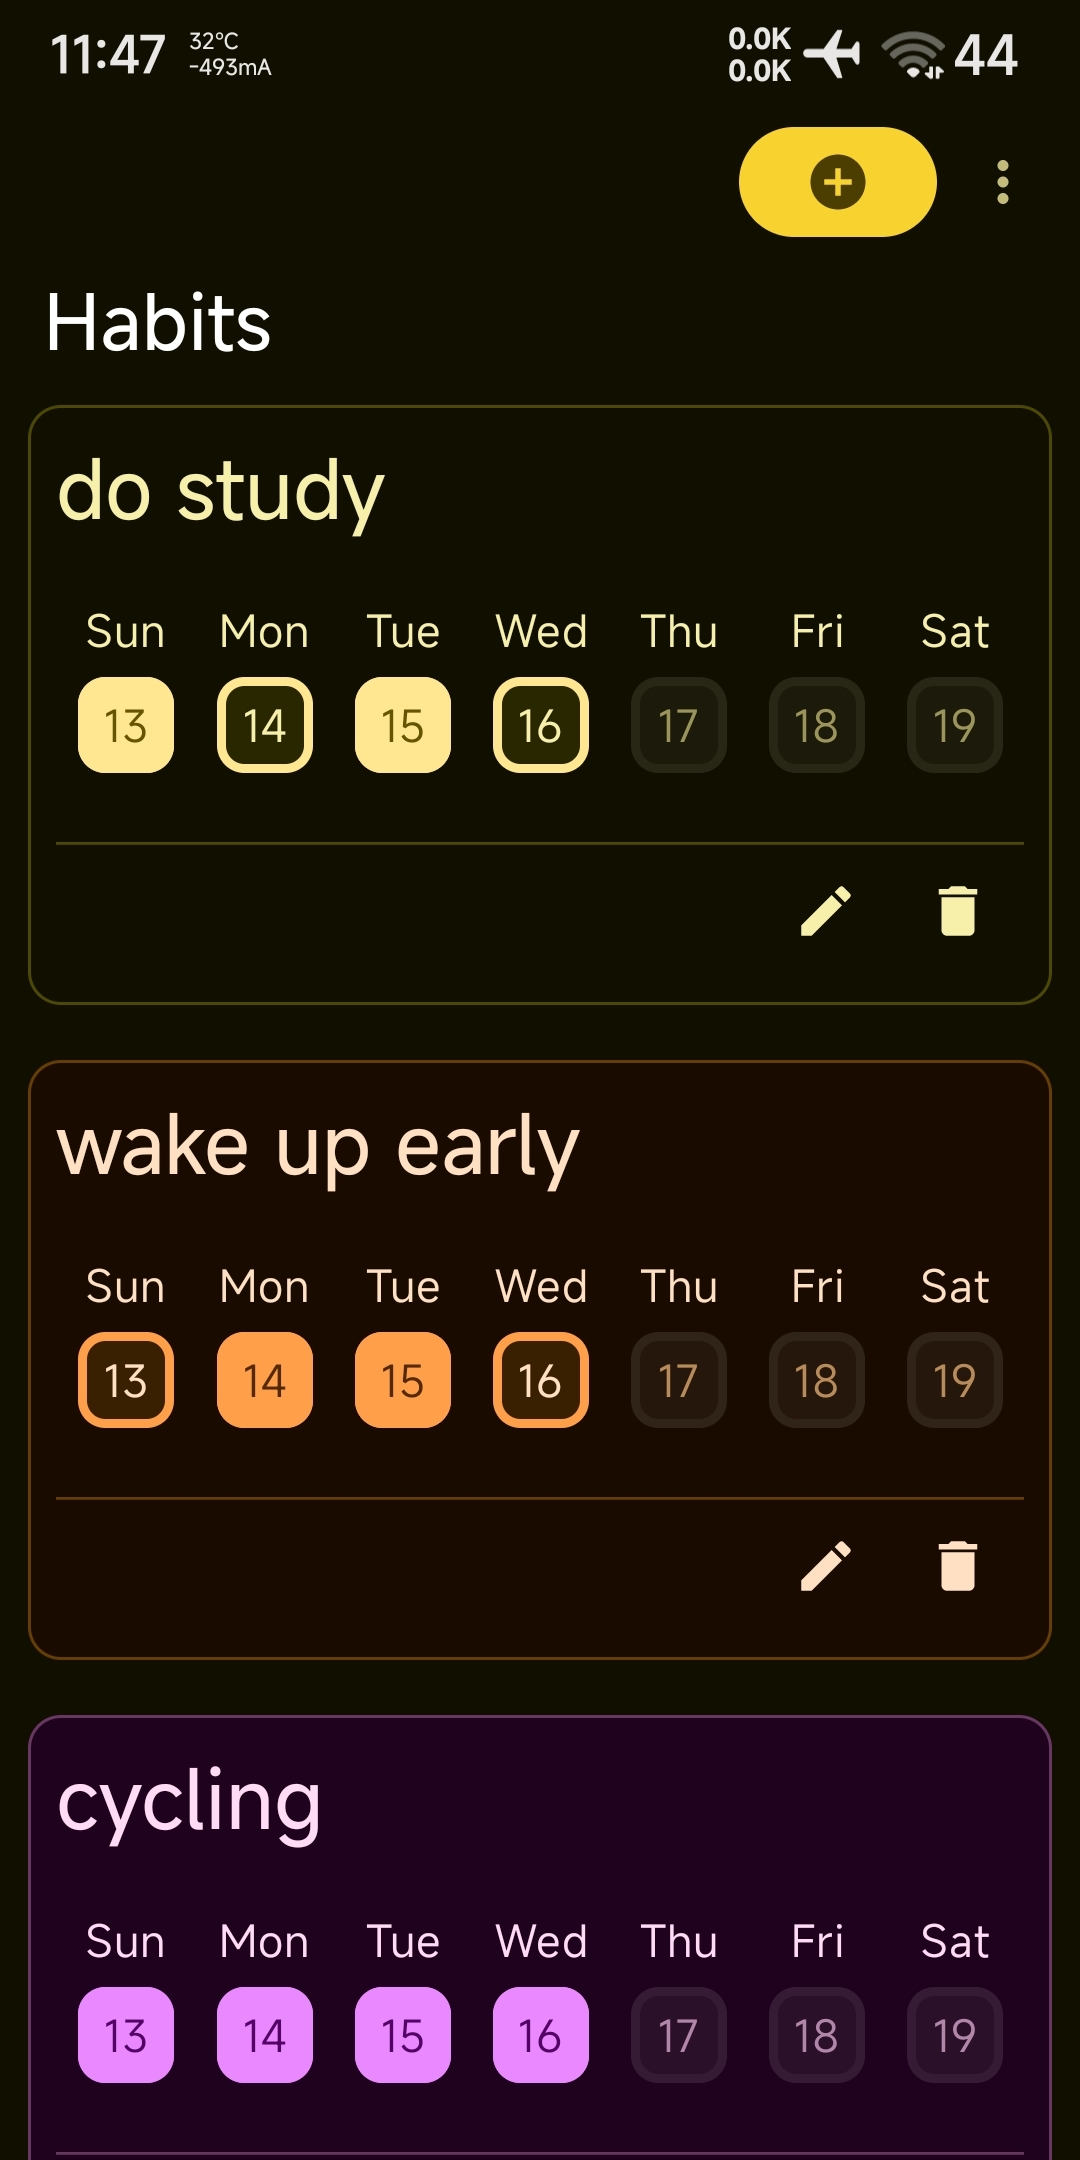 11:47 32°C 0.0K 44
-493mA 0.0K
Habits
do study
Sun Mon Tue Wed Thu Fri Sat
13 14 15 16 17 18 19
wake up early
Sun Mon Tue Wed Thu Fri Sat
13 14 15 16 17 18 19
cycling
Sun Mon Tue Wed Thu Fri Sat
13 14 15 16 17 18 19